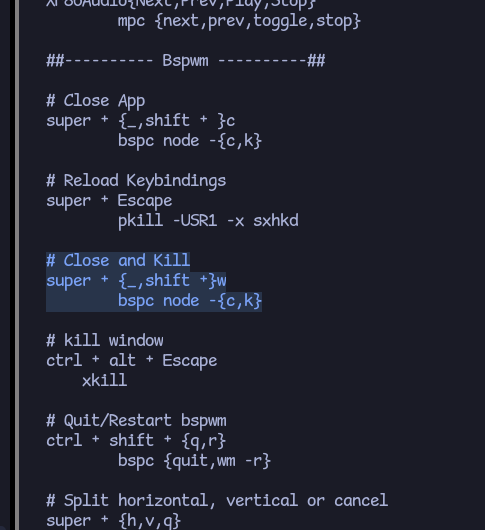 XF86Audio{Next,Prev,Play,Stop}
mpc {next,prev,toggle,stop}
##---------- Bspwm ----------##
# Close App
super + {_,shift + }c
bspc node -{c,k}
# Reload Keybindings
super + Escape
pkill -USR1 -x sxhkd
# Close and Kill
super + {_,shift +}w
bspc node -{c,k}
# kill window
ctrl + alt + Escape
xkill
# Quit/Restart bspwm
ctrl + shift + {q,r}
bspc {quit,wm -r}
# Split horizontal, vertical or cancel
super + {h,v,q}